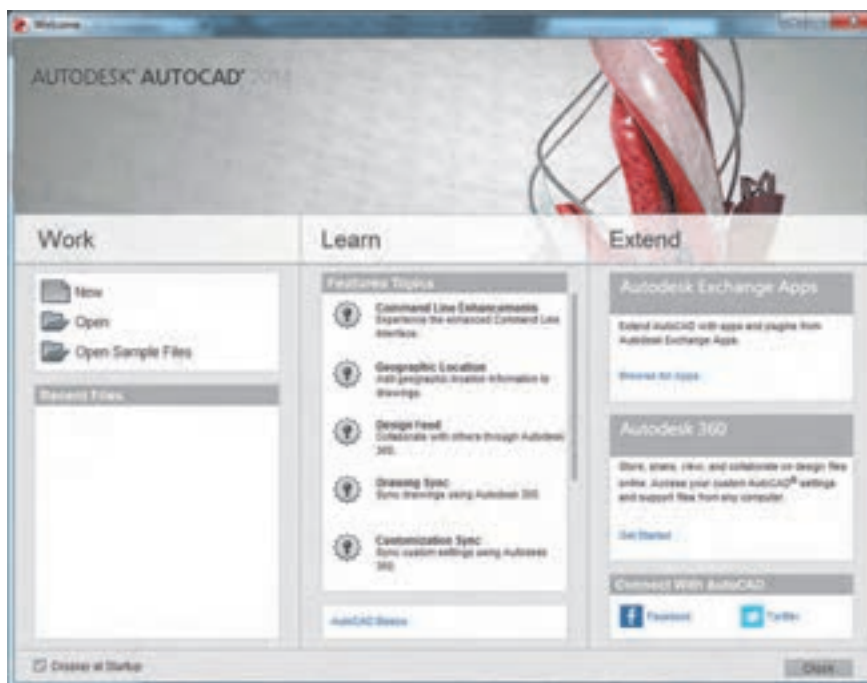 Welcome
AUTODESK® AUTOCAD® 2014
Work
New
Open
Open Sample Files
Recent Files
Learn
Features Topics
Command Line Enhancements
Experience the enhanced Command Line
Interface.
Geographic Location
Add geographic location information to
drawings.
Design Feed
Collaborate with others through Autodesk
360.
Drawing Sync
Sync drawings using Autodesk 360.
Customization Sync
Sync custom settings using Autodesk
360.
AutoCAD Basics
Extend
Autodesk Exchange Apps
Extend AutoCAD with apps and plugins from
Autodesk Exchange Apps.
Browse for Apps
Autodesk 360
Store, share, view, and collaborate on design files
online. Access your custom AutoCAD® settings
and support files from any computer.
Get Started
Connect With AutoCAD
Facebook
Twitter
Display at Startup
Close